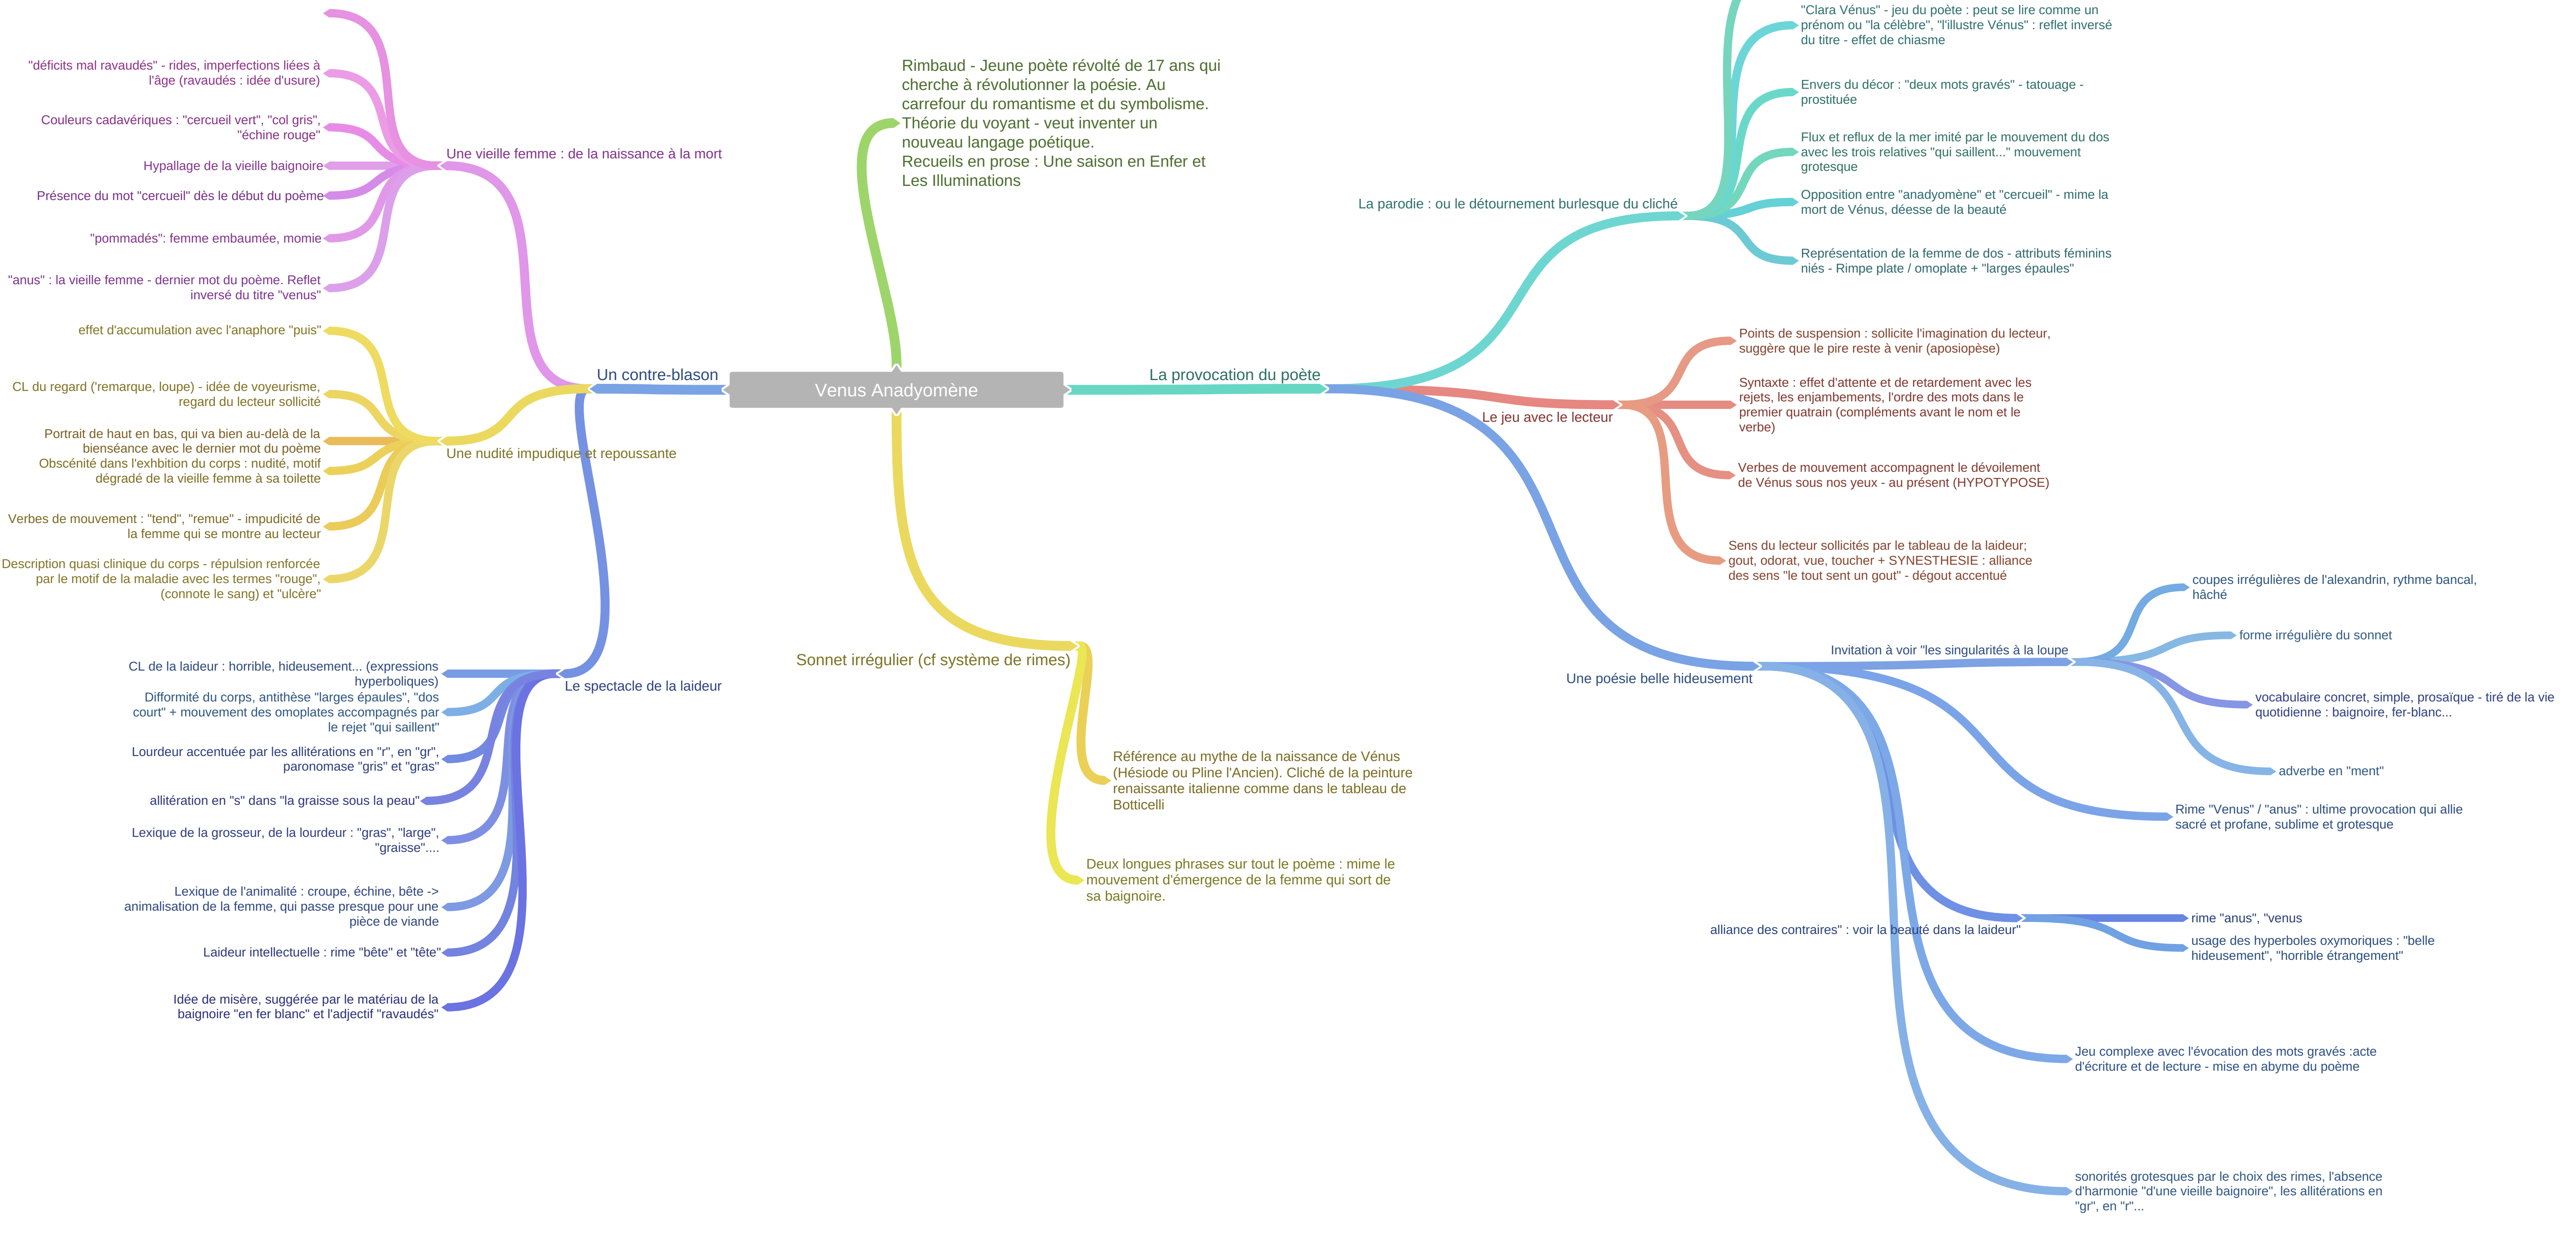 Venus Anadyomène
Rimbaud - Jeune poète révolté de 17 ans qui
cherche à révolutionner la poésie. Au
carrefour du romantisme et du symbolisme.
Théorie du voyant - veut inventer un
nouveau langage poétique.
Recueils en prose : Une saison en Enfer et
Les Illuminations
Un contre-blason
Une vieille femme : de la naissance à la mort
"déficits mal ravaudés" - rides, imperfections liées à
l'âge (ravaudés : idée d'usure)
Couleurs cadavériques : "cercueil vert", "col gris",
"échine rouge"
Hypallage de la vieille baignoire
Présence du mot "cercueil" dès le début du poème
"pommadés": femme embaumée, momie
"anus" : la vieille femme - dernier mot du poème. Reflet
inversé du titre "venus"
Une nudité impudique et repoussante
effet d'accumulation avec l'anaphore "puis"
CL du regard ('remarque, loupe) - idée de voyeurisme,
regard du lecteur sollicité
Portrait de haut en bas, qui va bien au-delà de la
bienséance avec le dernier mot du poème
Obscénité dans l'exhbition du corps : nudité, motif
dégradé de la vieille femme à sa toilette
Verbes de mouvement : "tend", "remue" - impudicité de
la femme qui se montre au lecteur
Description quasi clinique du corps - répulsion renforcée
par le motif de la maladie avec les termes "rouge",
(connote le sang) et "ulcère"
Le spectacle de la laideur
CL de la laideur : horrible, hideusement... (expressions
hyperboliques)
Difformité du corps, antithèse "larges épaules", "dos
court" + mouvement des omoplates accompagnés par
le rejet "qui saillent"
Lourdeur accentuée par les allitérations en "r", en "gr",
paronomase "gris" et "gras"
allitération en "s" dans "la graisse sous la peau"
Lexique de la grosseur, de la lourdeur : "gras", "large",
"graisse"....
Lexique de l'animalité : croupe, échine, bête ->
animalisation de la femme, qui passe presque pour une
pièce de viande
Laideur intellectuelle : rime "bête" et "tête"
Idée de misère, suggérée par le matériau de la
baignoire "en fer blanc" et l'adjectif "ravaudés"
Sonnet irrégulier (cf système de rimes)
Référence au mythe de la naissance de Vénus
(Hésiode ou Pline l'Ancien). Cliché de la peinture
renaissante italienne comme dans le tableau de
Botticelli
Deux longues phrases sur tout le poème : mime le
mouvement d'émergence de la femme qui sort de
sa baignoire.
La provocation du poète
La parodie : ou le détournement burlesque du cliché
"Clara Vénus" - jeu du poète : peut se lire comme un
prénom ou "la célèbre", "l'illustre Vénus" : reflet inversé
du titre - effet de chiasme
Envers du décor : "deux mots gravés" - tatouage -
prostituée
Flux et reflux de la mer imité par le mouvement du dos
avec les trois relatives "qui saillent..." mouvement
grotesque
Opposition entre "anadyomène" et "cercueil" - mime la
mort de Vénus, déesse de la beauté
Représentation de la femme de dos - attributs féminins
niés - Rimpe plate / omoplate + "larges épaules"
Le jeu avec le lecteur
Points de suspension : sollicite l'imagination du lecteur,
suggère que le pire reste à venir (aposiopèse)
Syntaxte : effet d'attente et de retardement avec les
rejets, les enjambements, l'ordre des mots dans le
premier quatrain (compléments avant le nom et le
verbe)
Verbes de mouvement accompagnent le dévoilement
de Vénus sous nos yeux - au présent (HYPOTYPOSE)
Sens du lecteur sollicités par le tableau de la laideur;
gout, odorat, vue, toucher + SYNESTHESIE : alliance
des sens "le tout sent un gout" - dégout accentué
Une poésie belle hideusement
Invitation à voir "les singularités à la loupe
coupes irrégulières de l'alexandrin, rythme bancal,
hâché
forme irrégulière du sonnet
vocabulaire concret, simple, prosaïque - tiré de la vie
quotidienne : baignoire, fer-blanc...
adverbe en "ment"
Rime "Venus" / "anus" : ultime provocation qui allie
sacré et profane, sublime et grotesque
alliance des contraires" : voir la beauté dans la laideur"
rime "anus", "venus
usage des hyperboles oxymoriques : "belle
hideusement", "horrible étrangement"
Jeu complexe avec l'évocation des mots gravés :acte
d'écriture et de lecture - mise en abyme du poème
sonorités grotesques par le choix des rimes, l'absence
d'harmonie "d'une vieille baignoire", les allitérations en
"gr", en "r"...